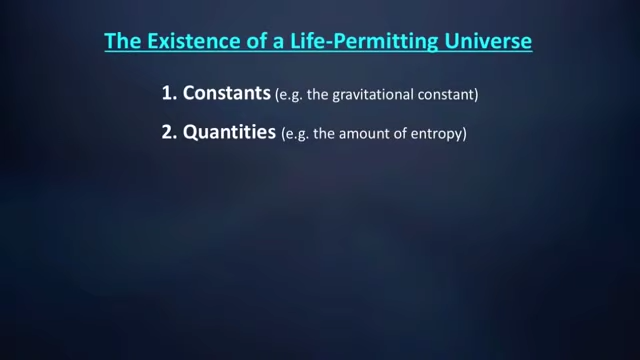 The Existence of a Life-Permitting Universe
1. Constants (e.g. the gravitational constant)
2. Quantities (e.g. the amount of entropy)